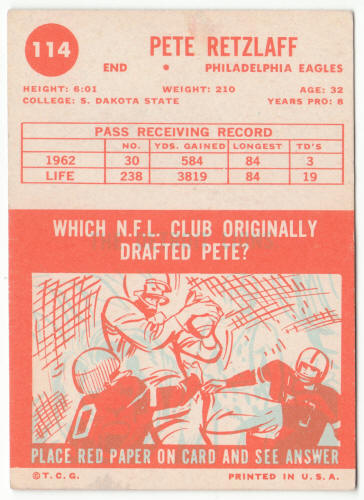 114
PETE RETZLAFF
END • PHILADELPHIA EAGLES
HEIGHT: 6:01 WEIGHT: 210 AGE: 32
COLLEGE: S. DAKOTA STATE YEARS PRO: 8
PASS RECEIVING RECORD
NO. YDS. GAINED LONGEST TD'S
1962 30 584 84 3
LIFE 238 3819 84 19
WHICH N.F.L. CLUB ORIGINALLY
DRAFTED PETE?
0
PLACE RED PAPER ON CARD AND SEE ANSWER
©T.C.G. PRINTED IN U.S.A.